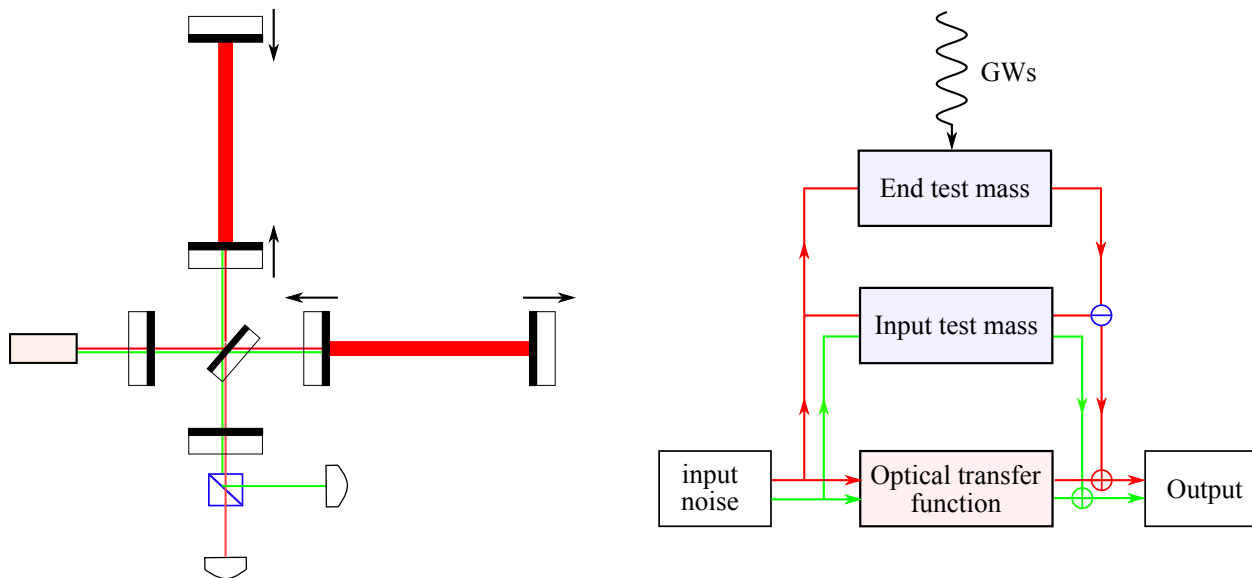 GWs
End test mass
Input test mass
input
noise
Optical transfer
function
Output